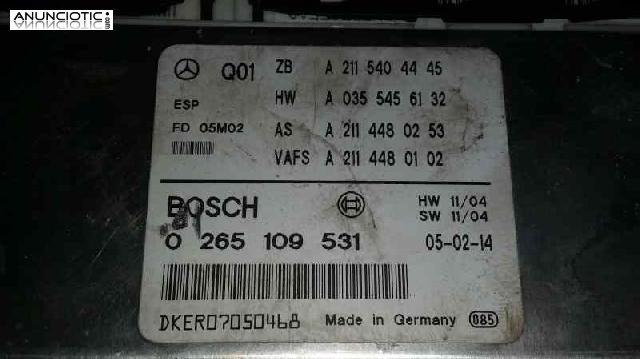 ANUNCIOTIC.es
Q01 ZB A 211 540 44 45
HW A 035 545 61 32
ESP
FD 05M02 AS A 211 448 02 53
VAFS A 211 448 01 02
BOSCH HW 11/04
SW 11/04
0 265 109 531 05-02-14
DKER07050468 Made in Germany 085